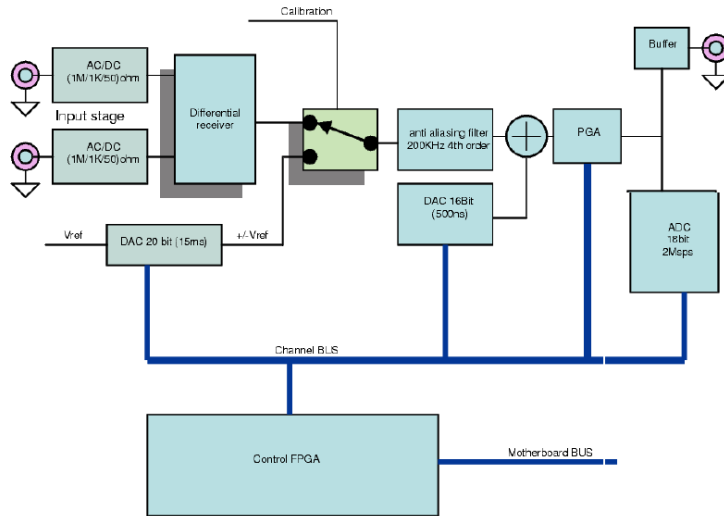 Calibration
Buffer
AC/DC
(1M/1K/50)ohm
Input stage
AC/DC
(1M/1K/50)ohm
Differential
receiver
anti aliasing filter
200KHz 4th order
PGA
DAC 16Bit
(500ns)
ADC
18bit
2Msps
Vref
DAC 20 bit (15ms)
+/-Vref
Channel BUS
Control FPGA
Motherboard BUS